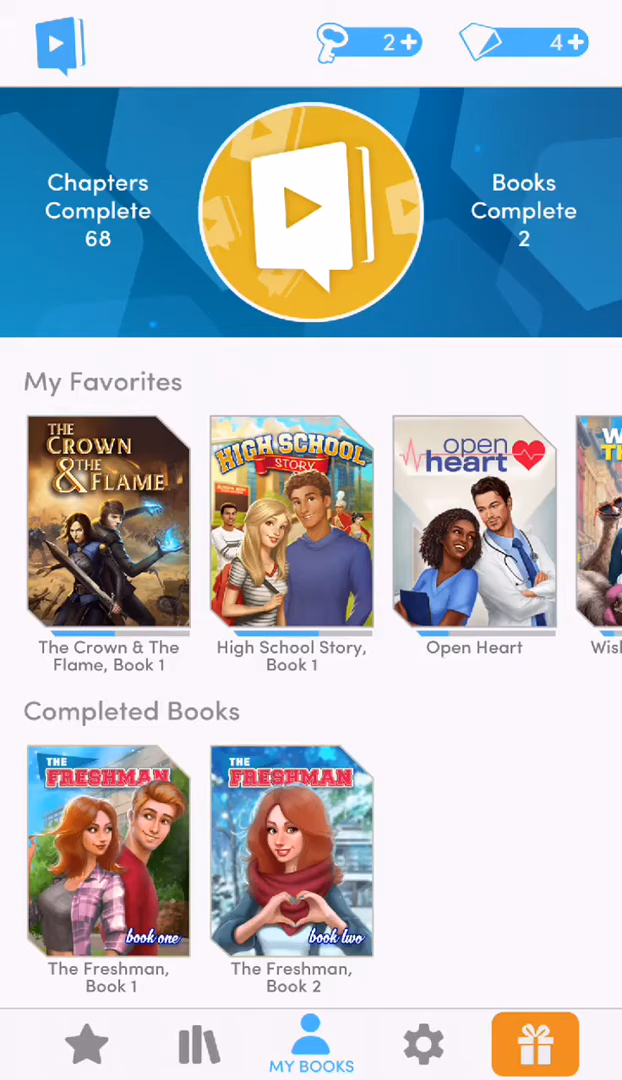 2+
4+
Chapters
Complete
68
Books
Complete
2
My Favorites
THE
CROWN
& THE
FLAME
HIGH SCHOOL
STORY
open
heart
W
TH
The Crown & The
Flame, Book 1
High School Story,
Book 1
Open Heart
Wish
Completed Books
THE
FRESHMAN
book one
THE
FRESHMAN
book two
The Freshman,
Book 1
The Freshman,
Book 2
MY BOOKS